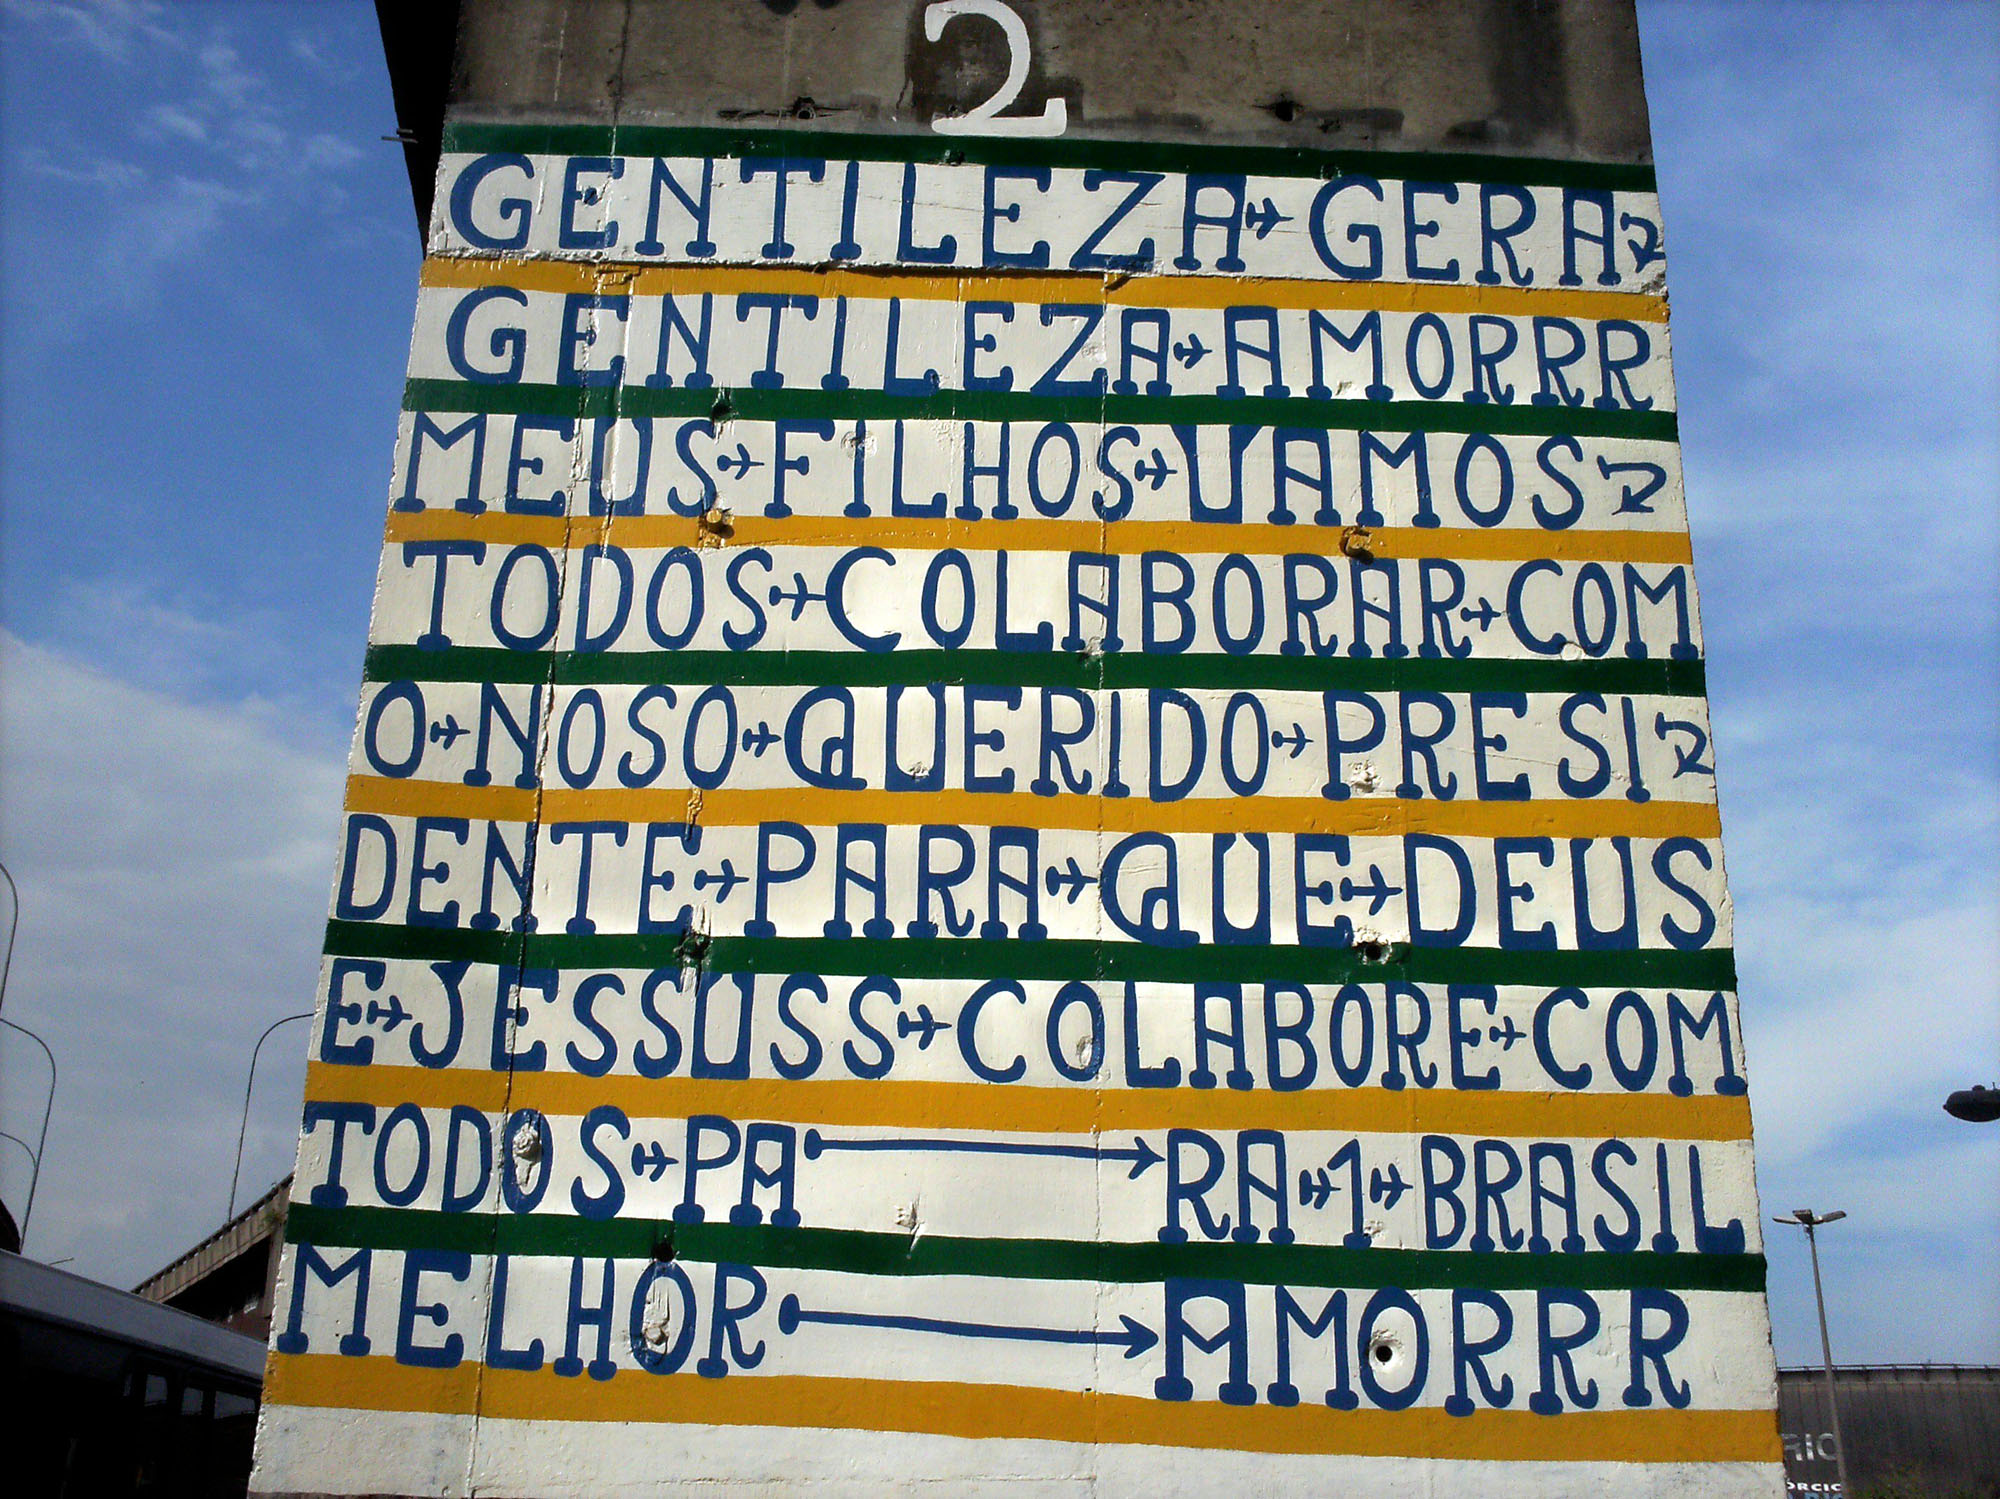 2
GENTILEZA GERA
GENTILEZA AMORRR
MEUS FILHOS VAMOS
TODOS COLABORAR COM
O NOSO QUERIDO PRESI
DENTE PARA QUE DEUS
E JESSUSS COLABORE COM
TODOS PA RA 1 BRASIL
MELHOR AMORRR
RIO